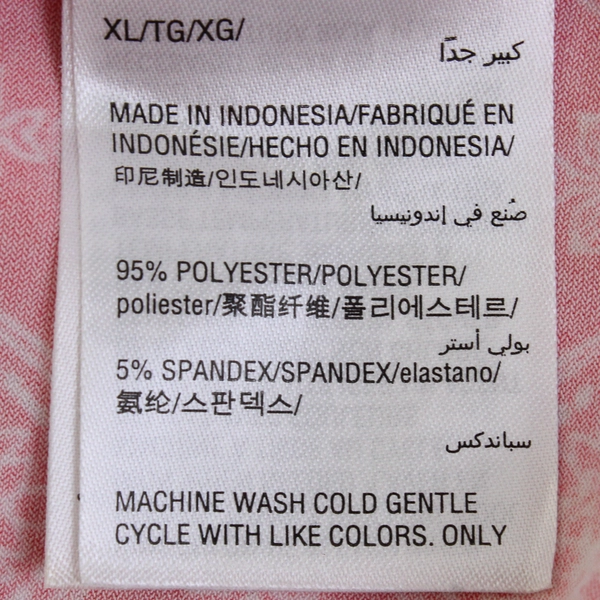 XL/TG/XG/
كبير جدًا
MADE IN INDONESIA/FABRIQUÉ EN
INDONÉSIE/HECHO EN INDONESIA/
印尼制造/인도네시아산/
صُنع في إندونيسيا
95% POLYESTER/POLYESTER/
poliester/聚酯纤维/폴리에스테르/
بولي أستر
5% SPANDEX/SPANDEX/elastano/
氨纶/스판덱스/
سباندكس
MACHINE WASH COLD GENTLE
CYCLE WITH LIKE COLORS. ONLY